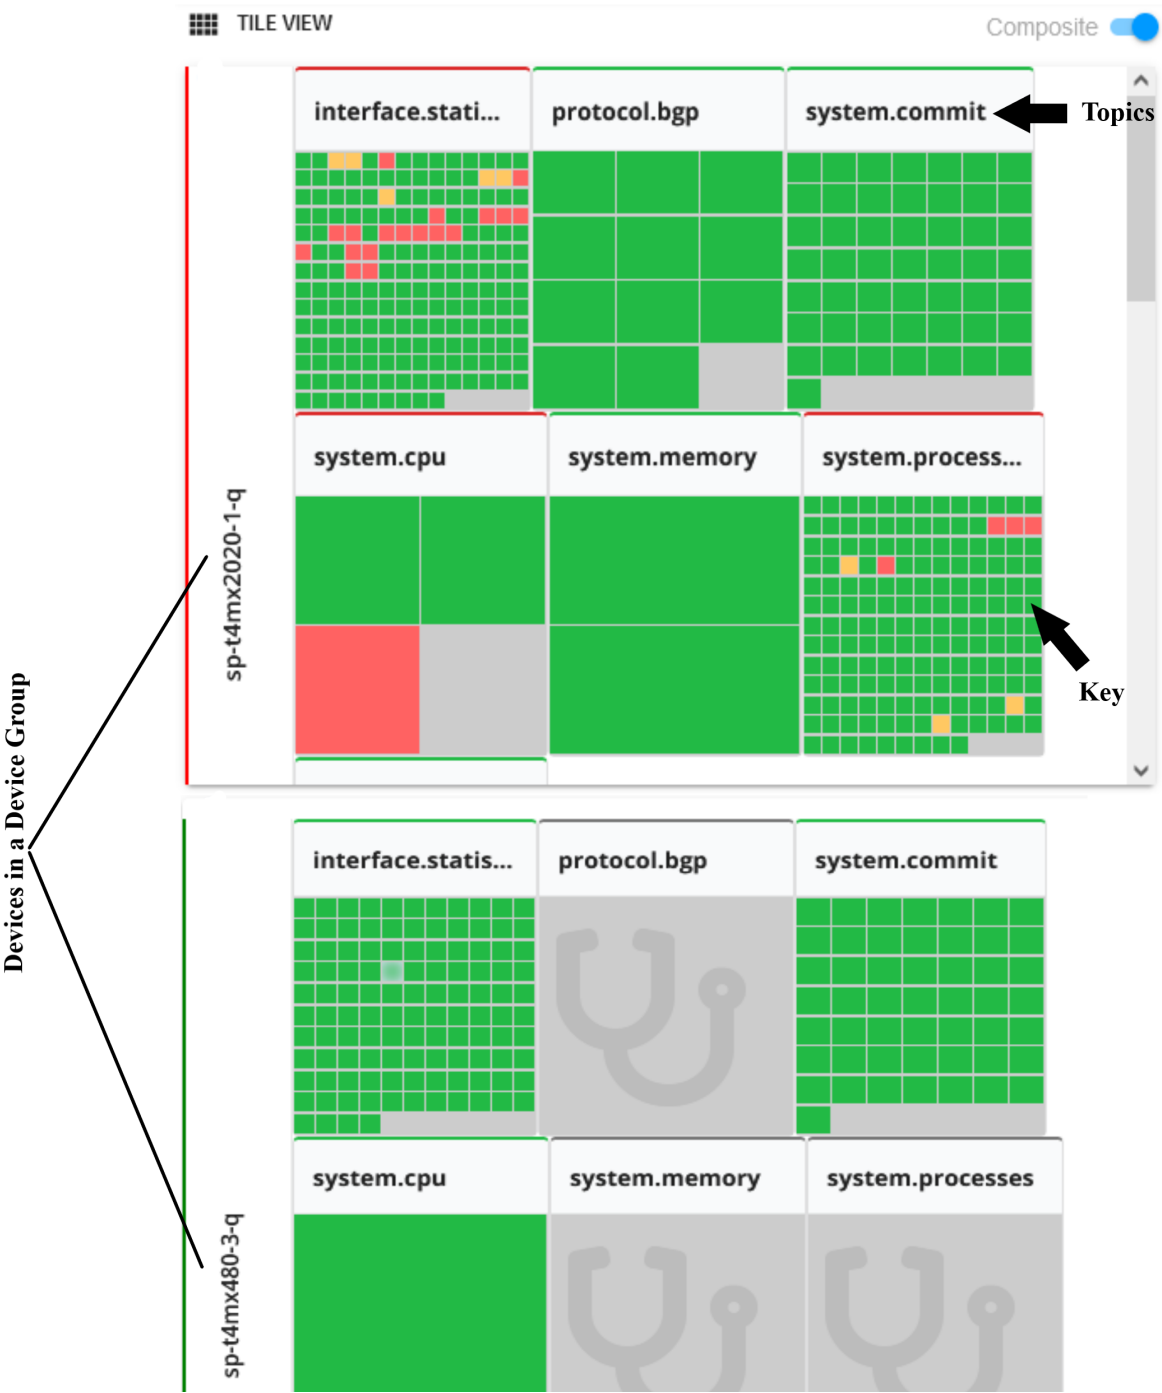 TILE VIEW
Composite
interface.stati...
protocol.bgp
system.commit
Topics
system.cpu
system.memory
system.process...
sp-t4mx2020-1-q
Key
Devices in a Device Group
interface.statis...
protocol.bgp
system.commit
system.cpu
system.memory
system.processes
sp-t4mx480-3-q